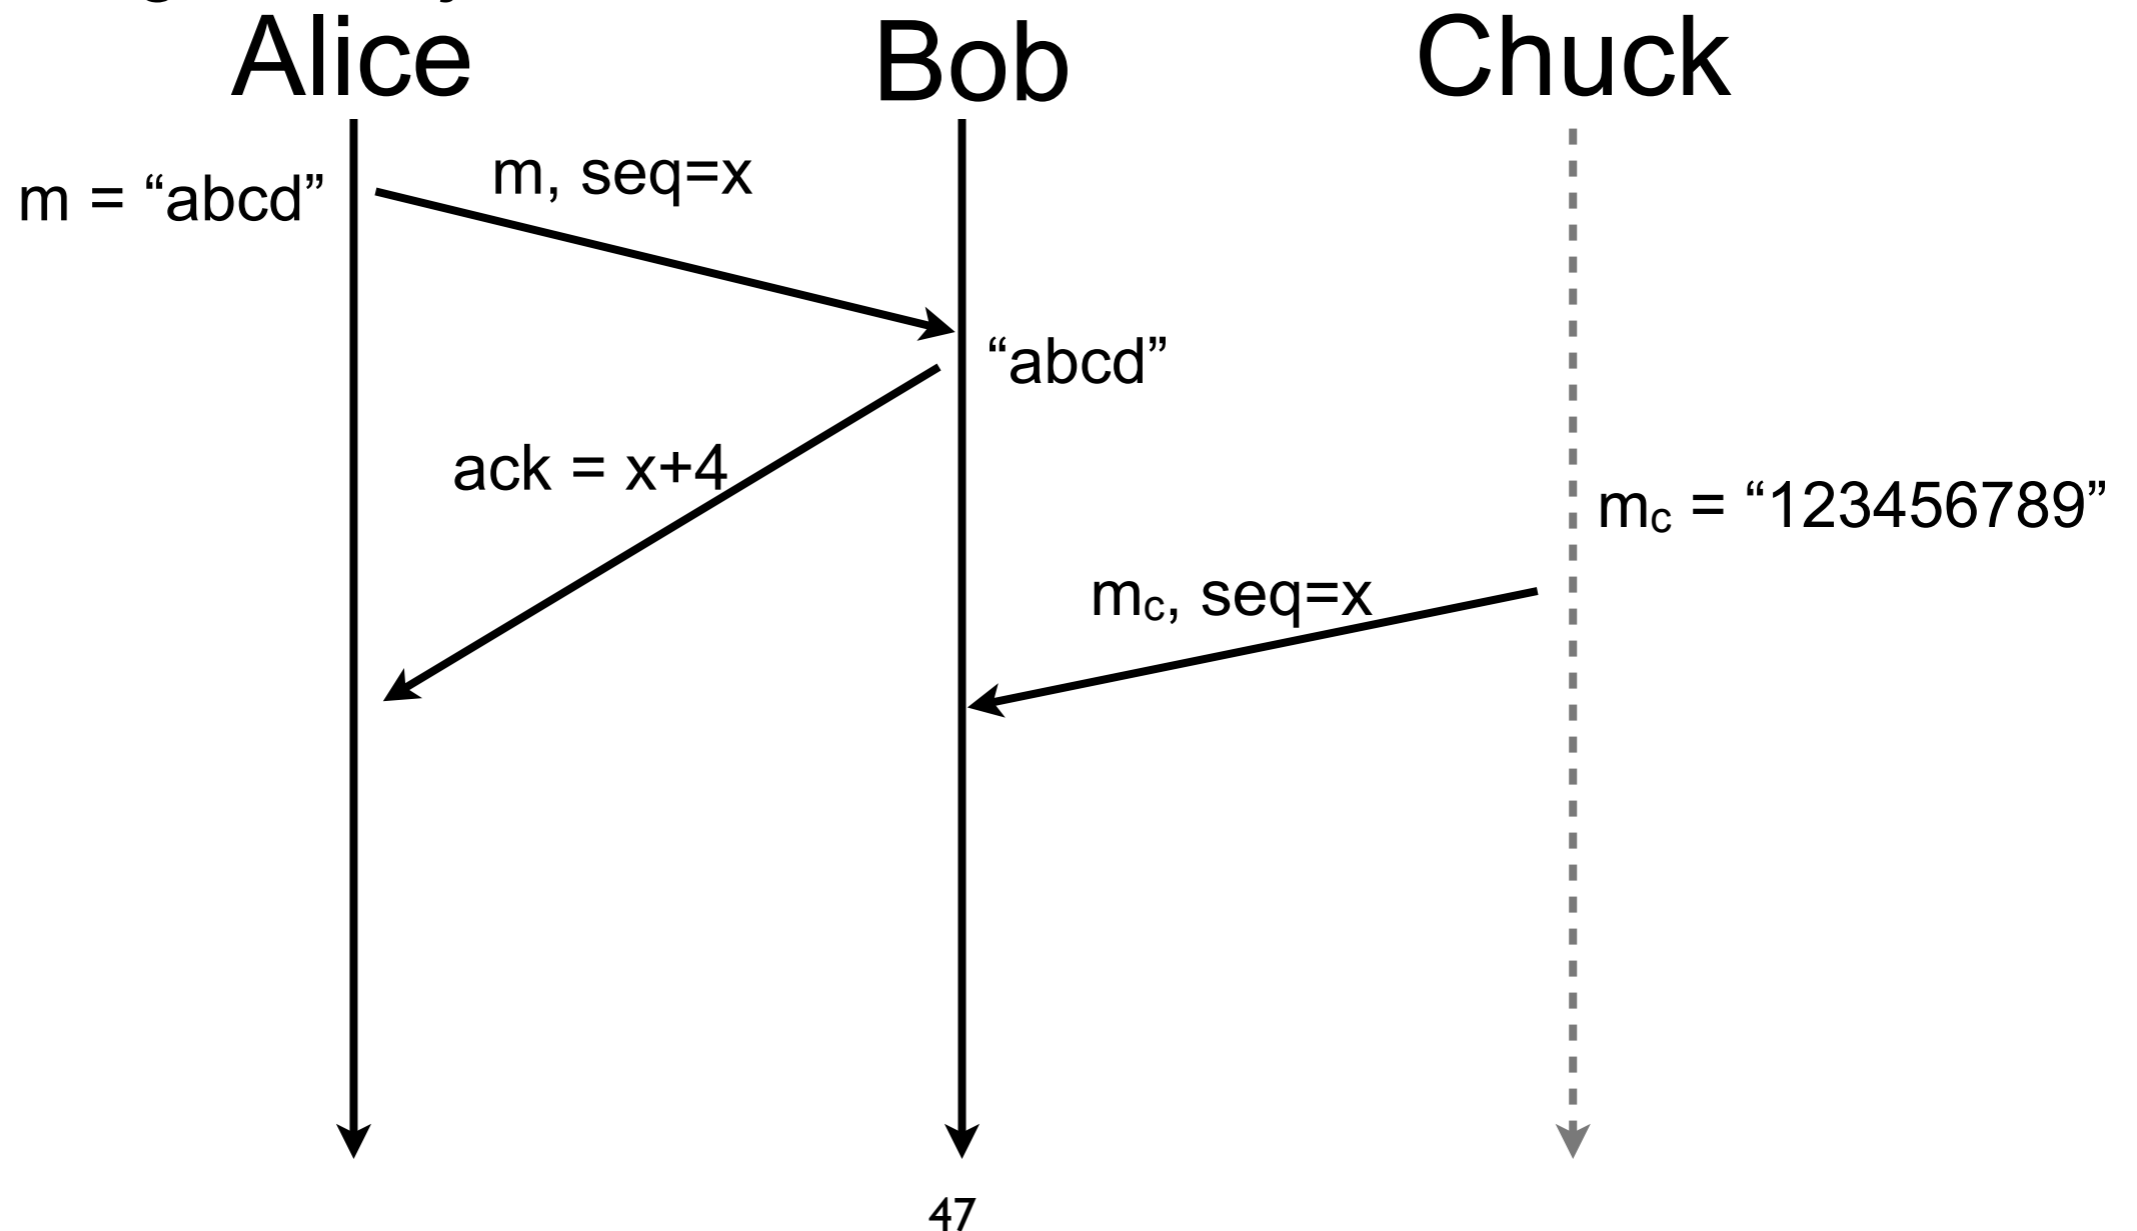 Alice
Bob
Chuck
m = “abcd”
m, seq=x
“abcd”
ack = x+4
mc = “123456789”
mc, seq=x
47